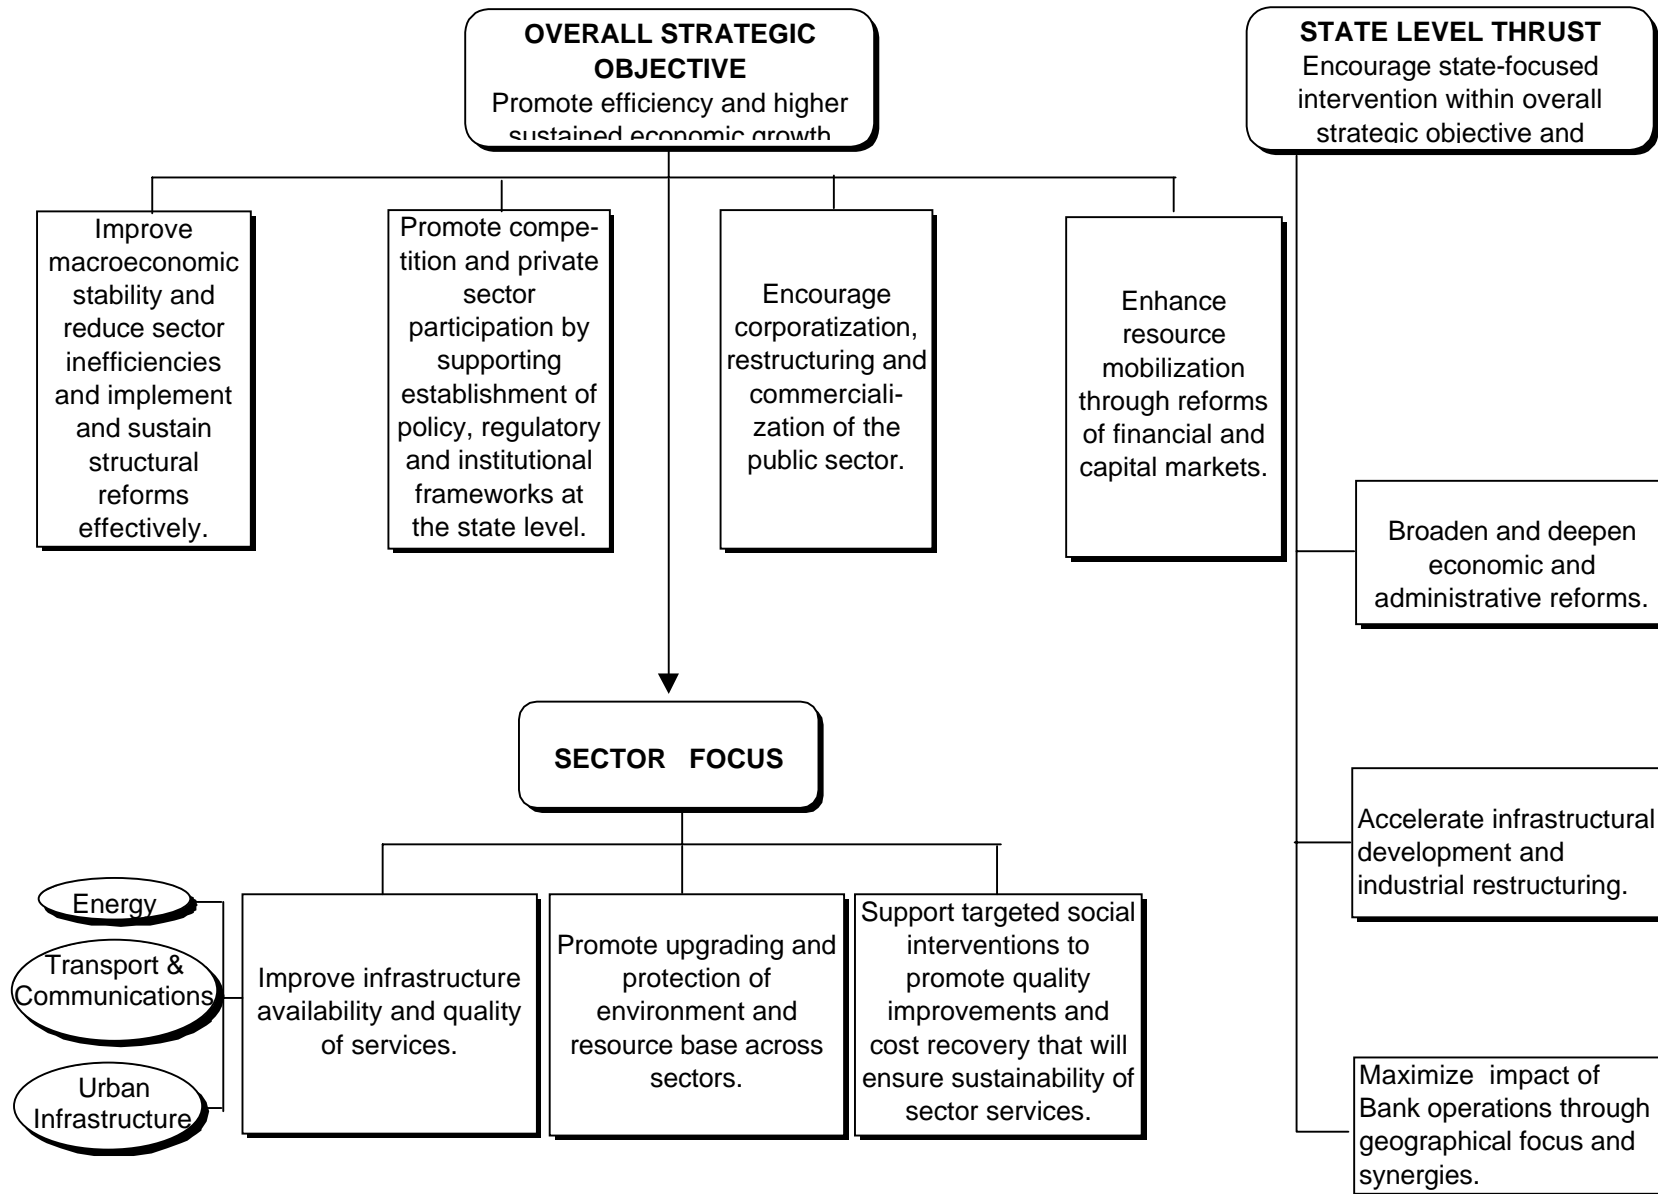 OVERALL STRATEGIC
OBJECTIVE
Promote efficiency and higher
sustained economic growth
STATE LEVEL THRUST
Encourage state-focused
intervention within overall
strategic objective and
Improve
macroeconomic
stability and
reduce sector
inefficiencies
and implement
and sustain
structural
reforms
effectively.
Promote compe-
tition and private
sector
participation by
supporting
establishment of
policy, regulatory
and institutional
frameworks at
the state level.
Encourage
corporatization,
restructuring and
commerciali-
zation of the
public sector.
Enhance
resource
mobilization
through reforms
of financial and
capital markets.
Broaden and deepen
economic and
administrative reforms.
Accelerate infrastructural
development and
industrial restructuring.
Maximize impact of
Bank operations through
geographical focus and
synergies.
SECTOR FOCUS
Energy
Transport &
Communications
Urban
Infrastructure
Improve infrastructure
availability and quality
of services.
Promote upgrading and
protection of
environment and
resource base across
sectors.
Support targeted social
interventions to
promote quality
improvements and
cost recovery that will
ensure sustainability of
sector services.